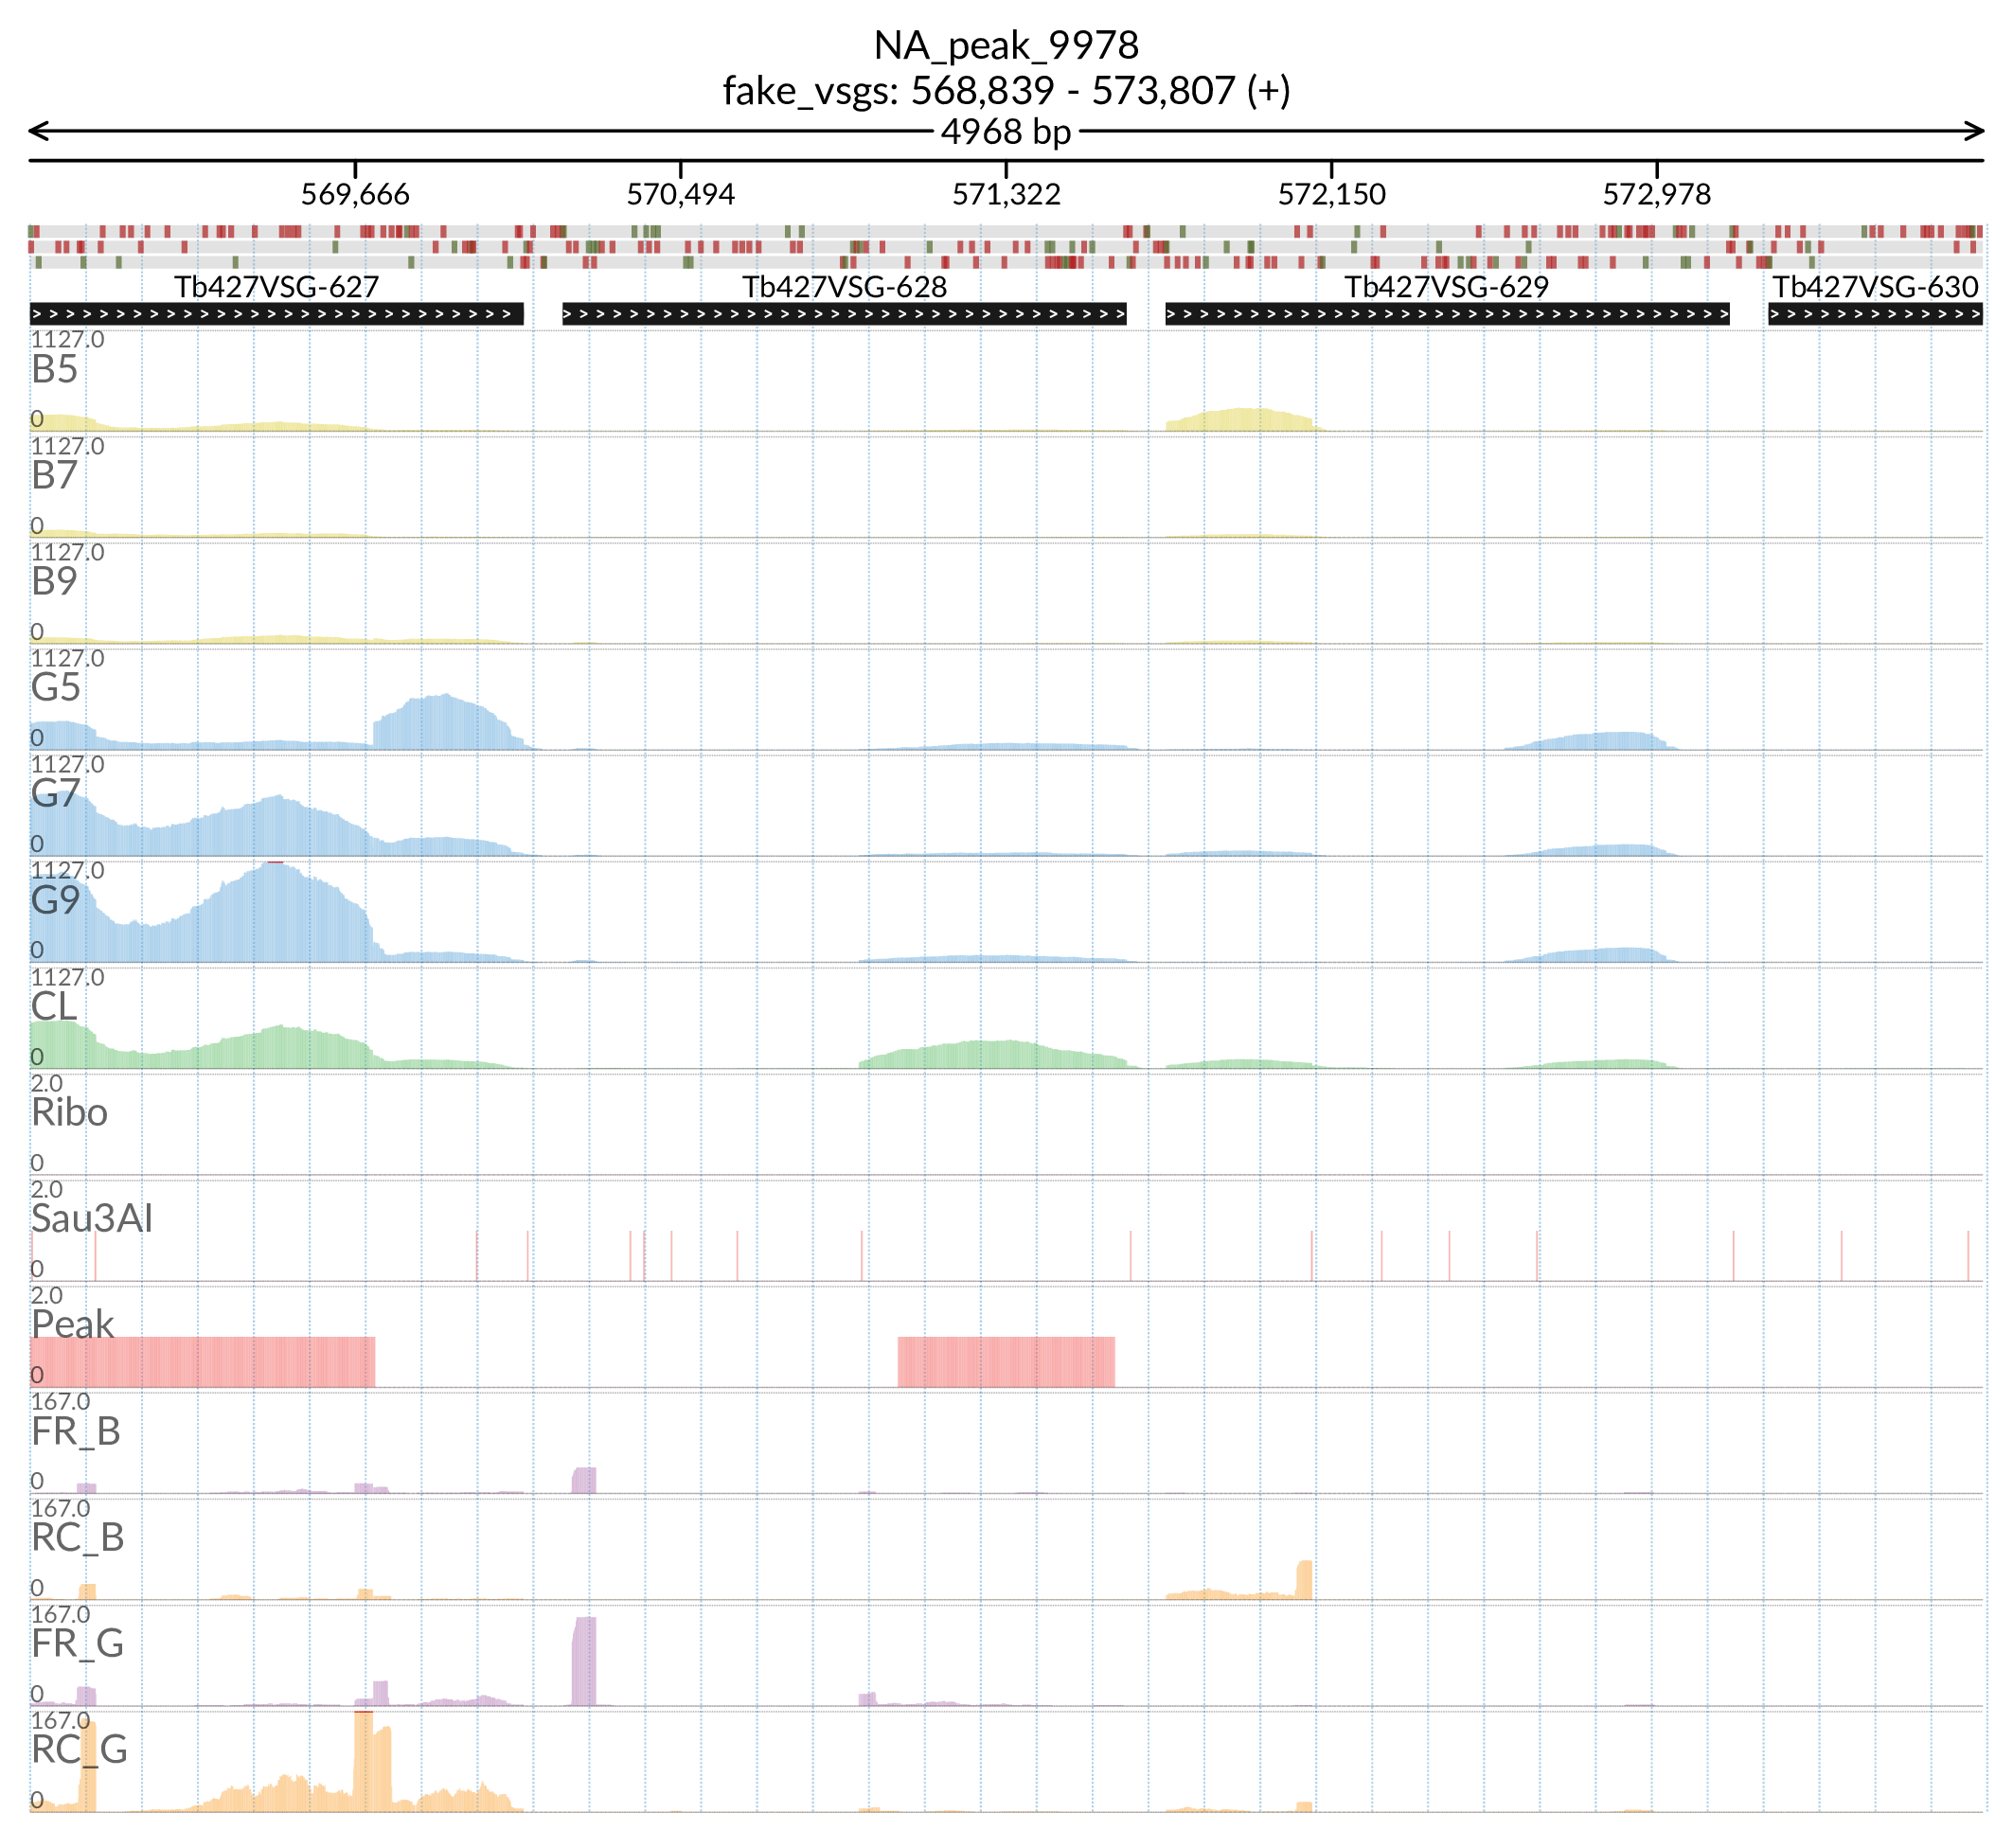 NA_peak_9978
fake_vsgs: 568,839 - 573,807 (+)
4968 bp
569,666 570,494 571,322 572,150 572,978
Tb427VSG-627 Tb427VSG-628 Tb427VSG-629 Tb427VSG-630
1127.0
B5
0
1127.0
B7
0
1127.0
B9
0
1127.0
G5
0
1127.0
G7
0
1127.0
G9
0
1127.0
CL
0
2.0
Ribo
0
2.0
Sau3AI
0
2.0
Peak
0
167.0
FR_B
0
167.0
RC_B
0
167.0
FR_G
0
167.0
RC_G
0